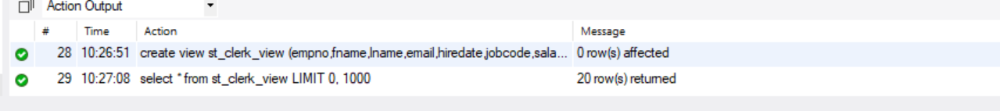 Action Output
# Time Action Message
28 10:26:51 create view st_clerk_view (empno,fname,lname,email,hiredate,jobcode,sala... 0 row(s) affected
29 10:27:08 select * from st_clerk_view LIMIT 0, 1000 20 row(s) returned